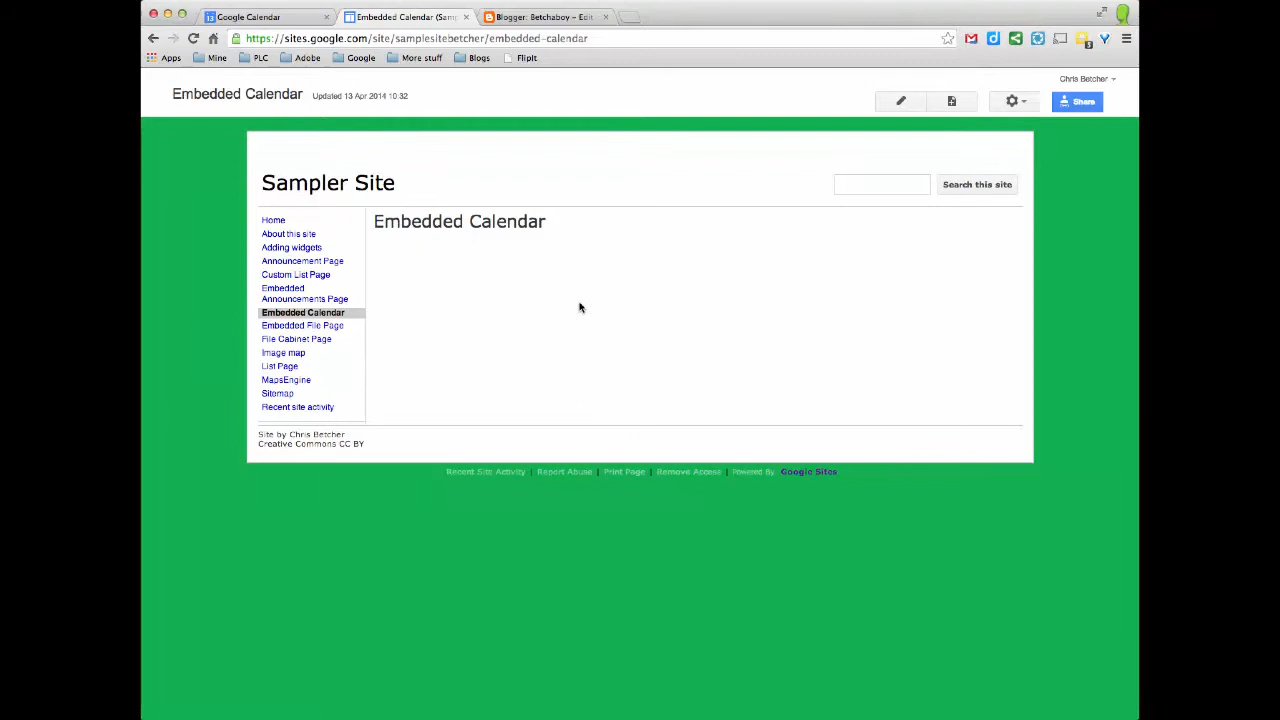 Google Calendar
Embedded Calendar (Sam
Blogger: Betchaboy - Edit
https://sites.google.com/site/samplesitebetcher/embedded-calendar
3
Apps
Mine
PLC
Adobe
Google
More stuff
Blogs
FlipIt
Chris Betcher
Embedded Calendar
Updated 13 Apr 2014 10:32
Share
Sampler Site
Search this site
Home
About this site
Adding widgets
Announcement Page
Custom List Page
Embedded
Announcements Page
Embedded Calendar
Embedded File Page
File Cabinet Page
Image map
List Page
MapsEngine
Sitemap
Recent site activity
Embedded Calendar
Site by Chris Betcher
Creative Commons CC BY
Recent Site Activity | Report Abuse | Print Page | Remove Access | Powered By Google Sites